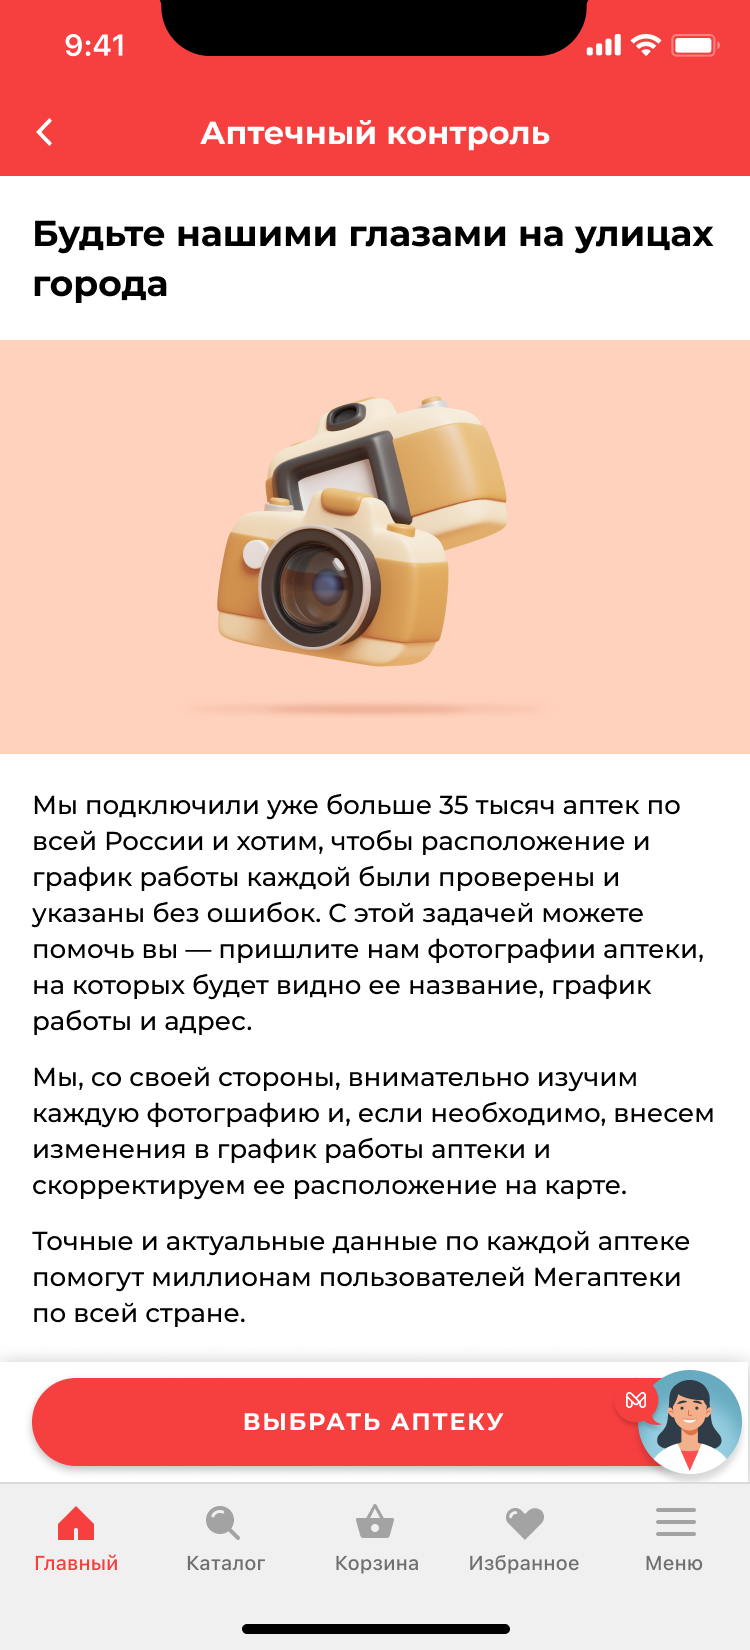 9:41
Аптечный контроль
Будьте нашими глазами на улицах
города
Мы подключили уже больше 35 тысяч аптек по
всей России и хотим, чтобы расположение и
график работы каждой были проверены и
указаны без ошибок. С этой задачей можете
помочь вы — пришлите нам фотографии аптеки,
на которых будет видно ее название, график
работы и адрес.
Мы, со своей стороны, внимательно изучим
каждую фотографию и, если необходимо, внесем
изменения в график работы аптеки и
скорректируем ее расположение на карте.
Точные и актуальные данные по каждой аптеке
помогут миллионам пользователей Мегаптеки
по всей стране.
ВЫБРАТЬ АПТЕКУ
Главный
Каталог
Корзина
Избранное
Меню